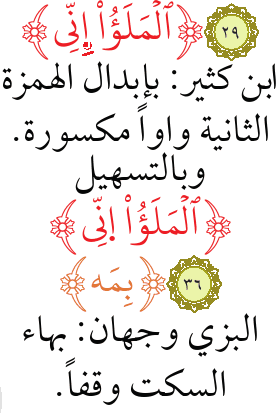 ٢٩ ﴿ٱلْمَلَؤُا۟ إِنِّى﴾
ابن كثير: بإبدال الهمزة
الثانية واواً مكسورة.
وبالتسهيل
﴿ٱلْمَلَؤُا۟ ا۪نِّى﴾
٣٦ ﴿بِمَه﴾
البزي وجهان: بهاء
السكت وقفاً.